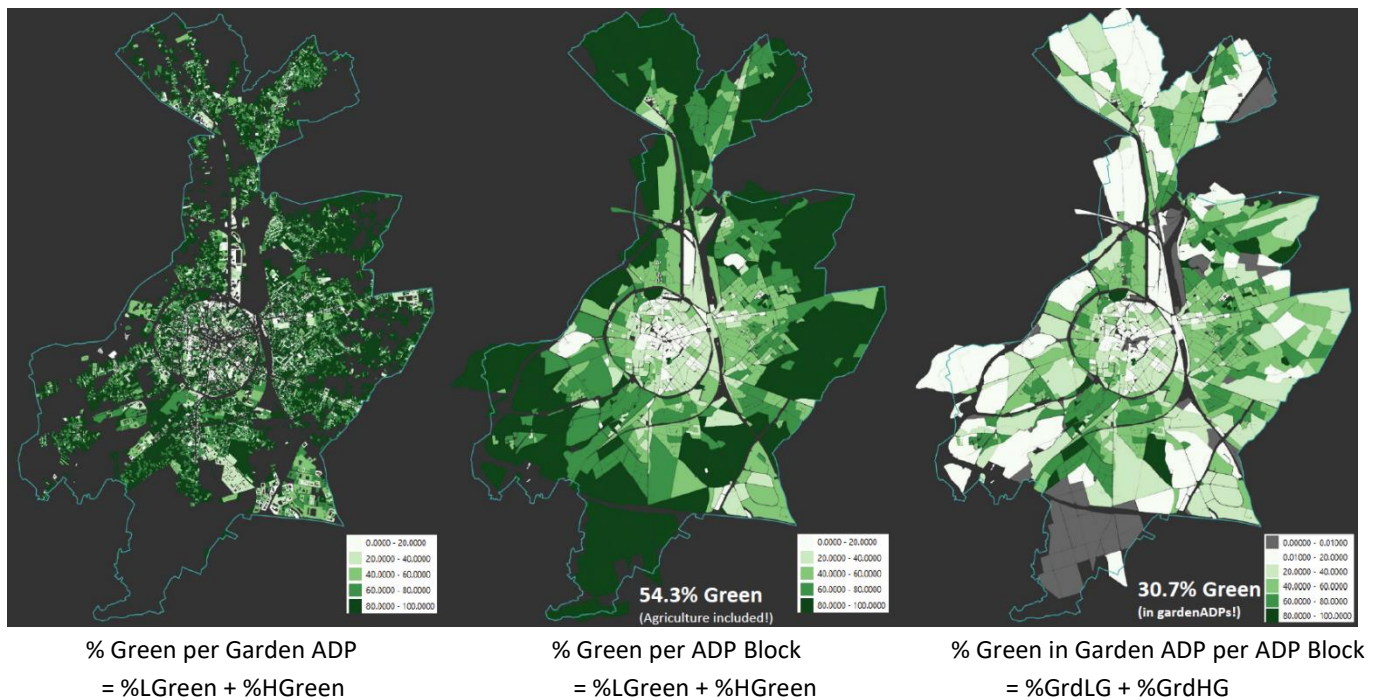 0.0000 - 20.0000
20.0000 - 40.0000
40.0000 - 60.0000
60.0000 - 80.0000
80.0000 - 100.0000
54.3% Green
(Agriculture included!)
0.0000 - 20.0000
20.0000 - 40.0000
40.0000 - 60.0000
60.0000 - 80.0000
80.0000 - 100.0000
30.7% Green
(in gardenADPs!)
0.00000 - 0.01000
0.01000 - 20.0000
20.0000 - 40.0000
40.0000 - 60.0000
60.0000 - 80.0000
80.0000 - 100.0000
% Green per Garden ADP
= %LGreen + %HGreen
% Green per ADP Block
= %LGreen + %HGreen
% Green in Garden ADP per ADP Block
= %GrdLG + %GrdHG